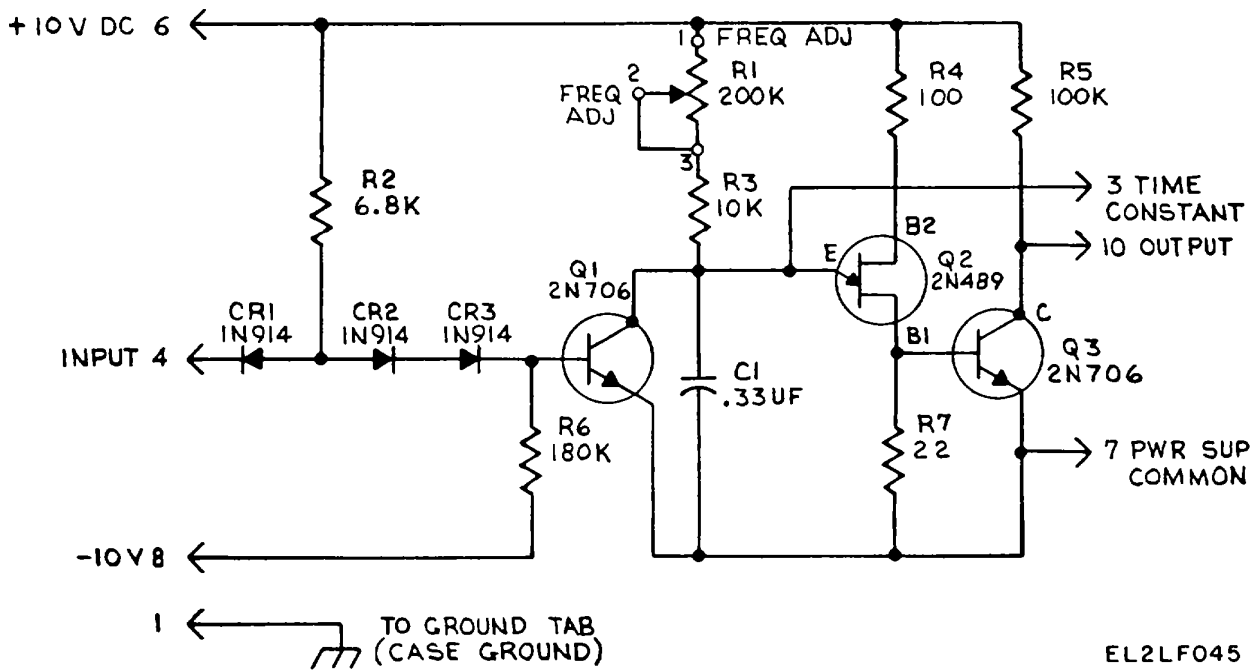 +10V DC 6
1 FREQ ADJ
R1
200K
2
FREQ
ADJ
3
R4
100
R5
100K
R2
6.8K
R3
10K
3 TIME
CONSTANT
B2
10 OUTPUT
E
Q2
2N489
Q1
2N706
CR1
1N914
CR2
1N914
CR3
1N914
INPUT 4
B1
C
Q3
2N706
C1
.33UF
R6
180K
R7
22
7 PWR SUP
COMMON
-10V 8
1
TO GROUND TAB
(CASE GROUND)
EL2LF045